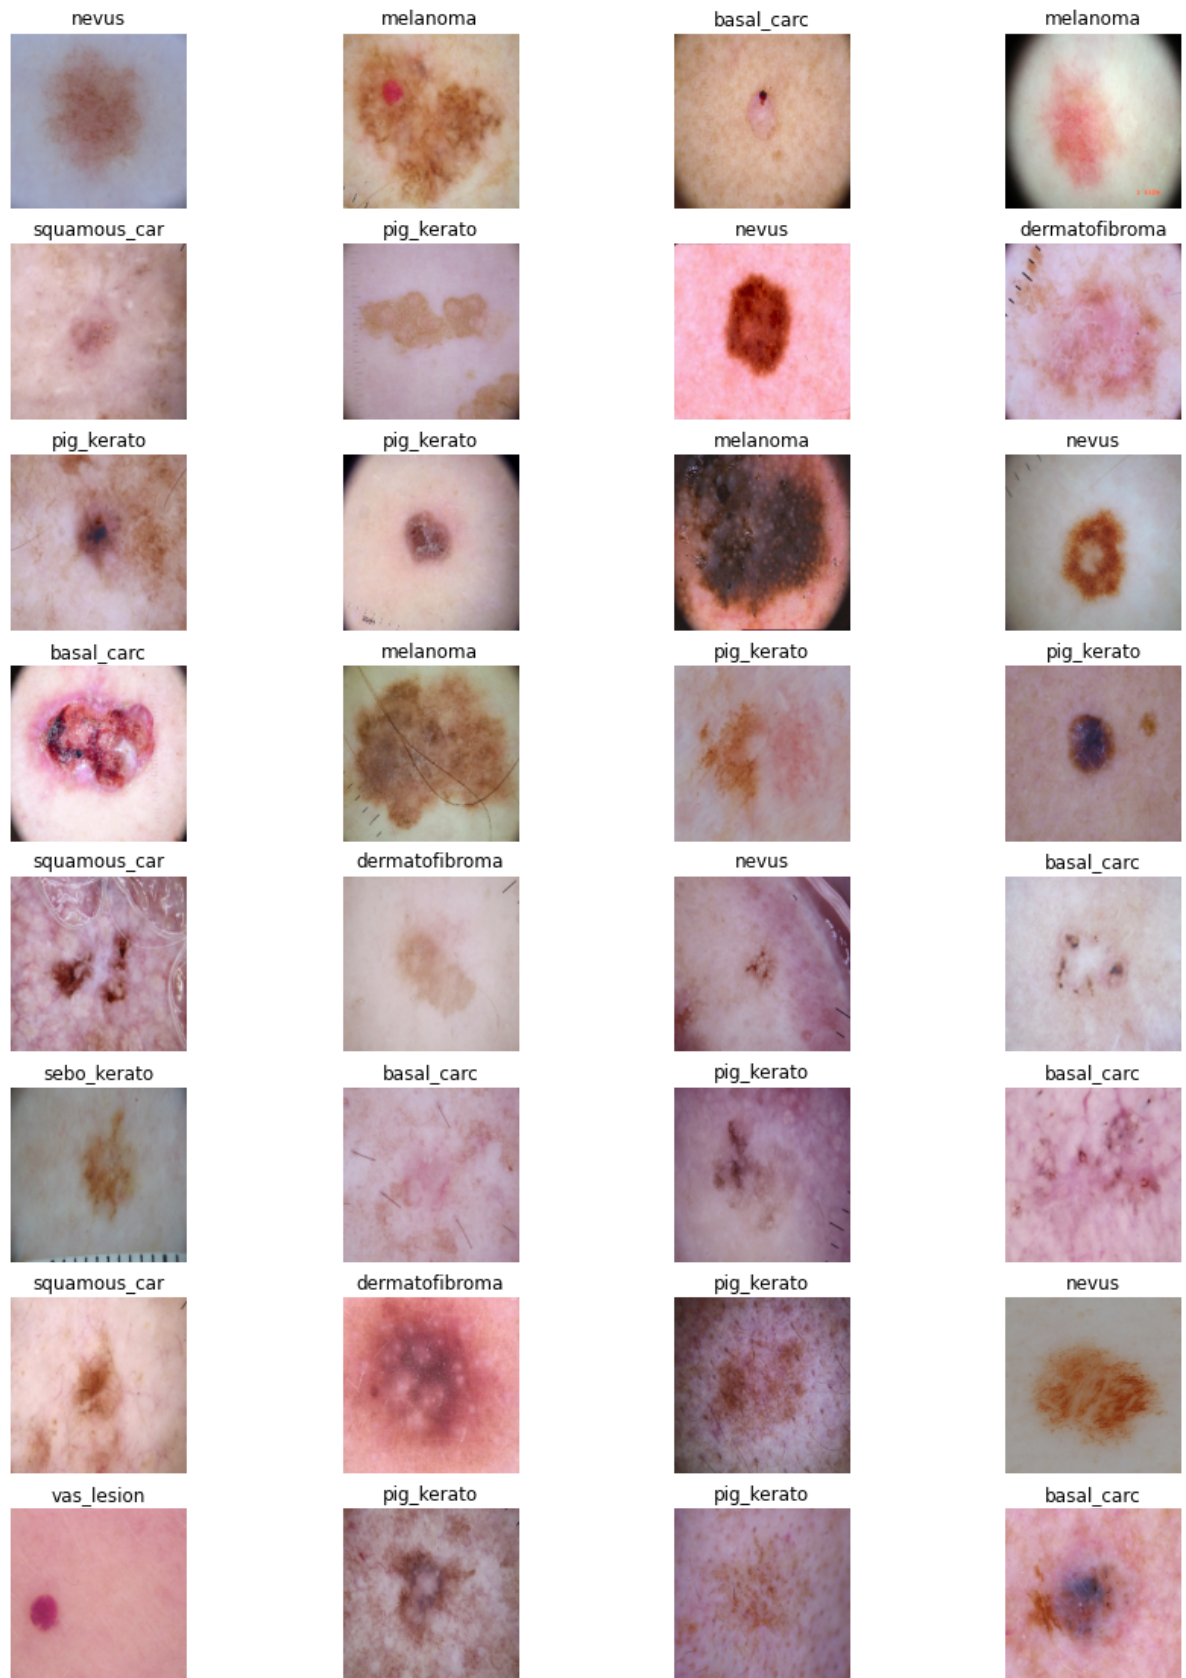 nevus melanoma basal_carc melanoma
squamous_car pig_kerato nevus dermatofibroma
pig_kerato pig_kerato melanoma nevus
basal_carc melanoma pig_kerato pig_kerato
squamous_car dermatofibroma nevus basal_carc
sebo_kerato basal_carc pig_kerato basal_carc
squamous_car dermatofibroma pig_kerato nevus
vas_lesion pig_kerato pig_kerato basal_carc